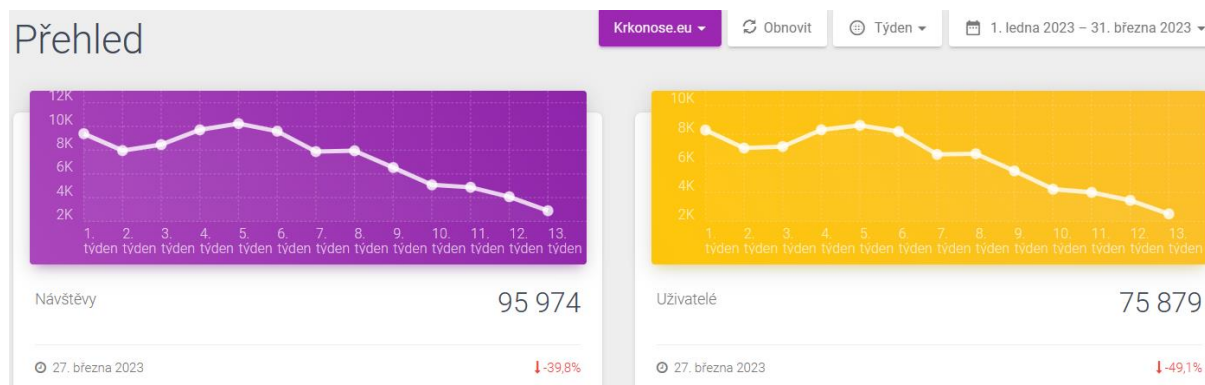 Přehled
Krkonose.eu
Obnovit
Týden
1. ledna 2023 – 31. března 2023
12K
10K
8K
6K
4K
2K
1. týden
2. týden
3. týden
4. týden
5. týden
6. týden
7. týden
8. týden
9. týden
10. týden
11. týden
12. týden
13. týden
Návštěvy
95 974
27. března 2023
-39,8%
10K
8K
6K
4K
2K
1. týden
2. týden
3. týden
4. týden
5. týden
6. týden
7. týden
8. týden
9. týden
10. týden
11. týden
12. týden
13. týden
Uživatelé
75 879
27. března 2023
-49,1%